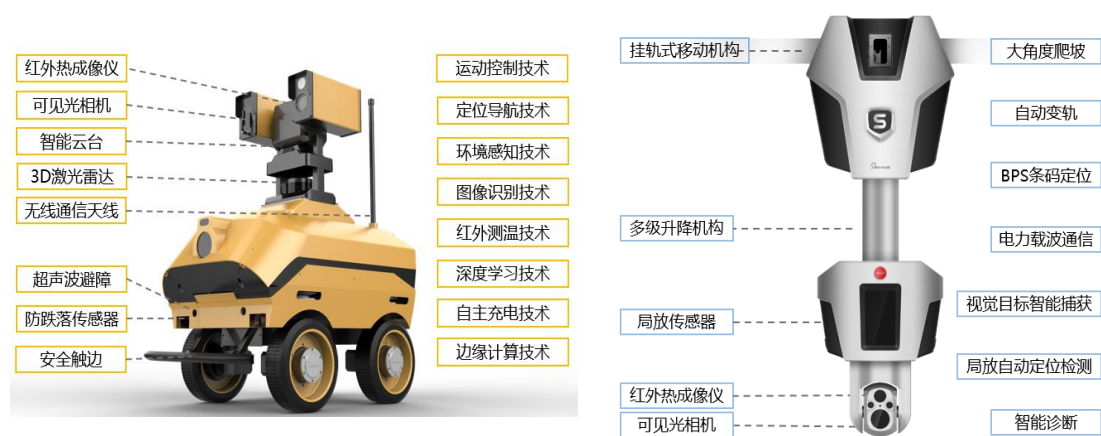 红外热成像仪
可见光相机
智能云台
3D激光雷达
无线通信天线
超声波避障
防跌落传感器
安全触边
运动控制技术
定位导航技术
环境感知技术
图像识别技术
红外测温技术
深度学习技术
自主充电技术
边缘计算技术
挂轨式移动机构
多级升降机构
局放传感器
红外热成像仪
可见光相机
S
大角度爬坡
自动变轨
BPS条码定位
电力载波通信
视觉目标智能捕获
局放自动定位检测
智能诊断